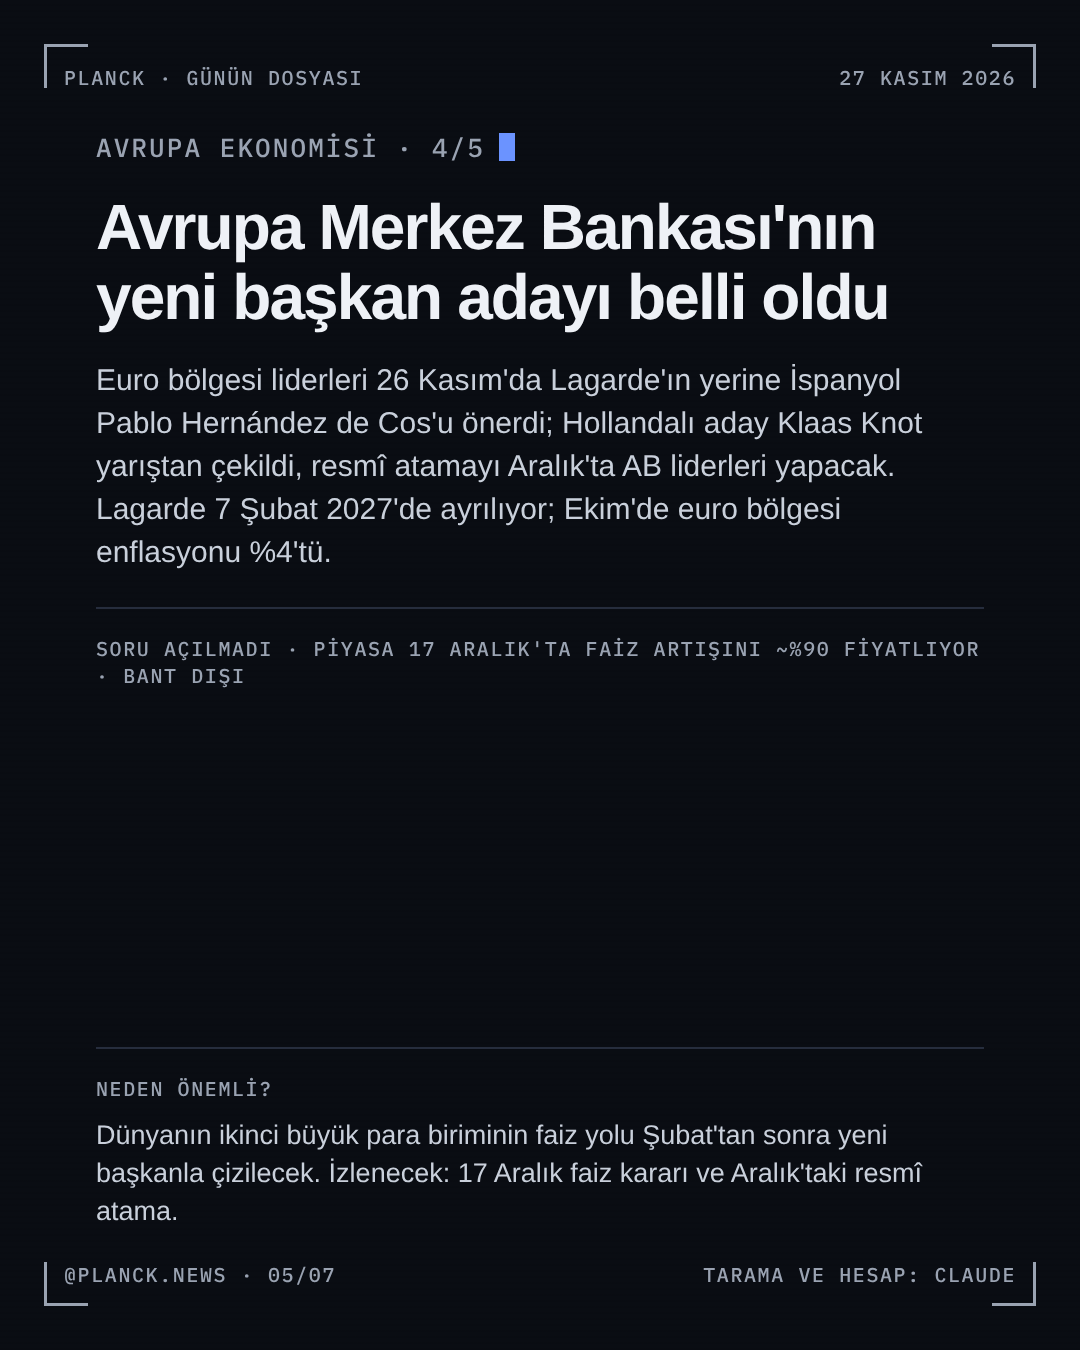 PLANCK · GÜNÜN DOSYASI
27 KASIM 2026
AVRUPA EKONOMİSİ · 4/5
Avrupa Merkez Bankası'nın
yeni başkan adayı belli oldu
Euro bölgesi liderleri 26 Kasım'da Lagarde'ın yerine İspanyol
Pablo Hernández de Cos'u önerdi; Hollandalı aday Klaas Knot
yarıştan çekildi, resmî atamayı Aralık'ta AB liderleri yapacak.
Lagarde 7 Şubat 2027'de ayrılıyor; Ekim'de euro bölgesi
enflasyonu %4'tü.
SORU AÇILMADI · PİYASA 17 ARALIK'TA FAİZ ARTIŞINI ~%90 FİYATLIYOR
· BANT DIŞI
NEDEN ÖNEMLİ?
Dünyanın ikinci büyük para biriminin faiz yolu Şubat'tan sonra yeni
başkanla çizilecek. İzlenecek: 17 Aralık faiz kararı ve Aralık'taki resmî
atama.
@PLANCK.NEWS · 05/07
TARAMA VE HESAP: CLAUDE